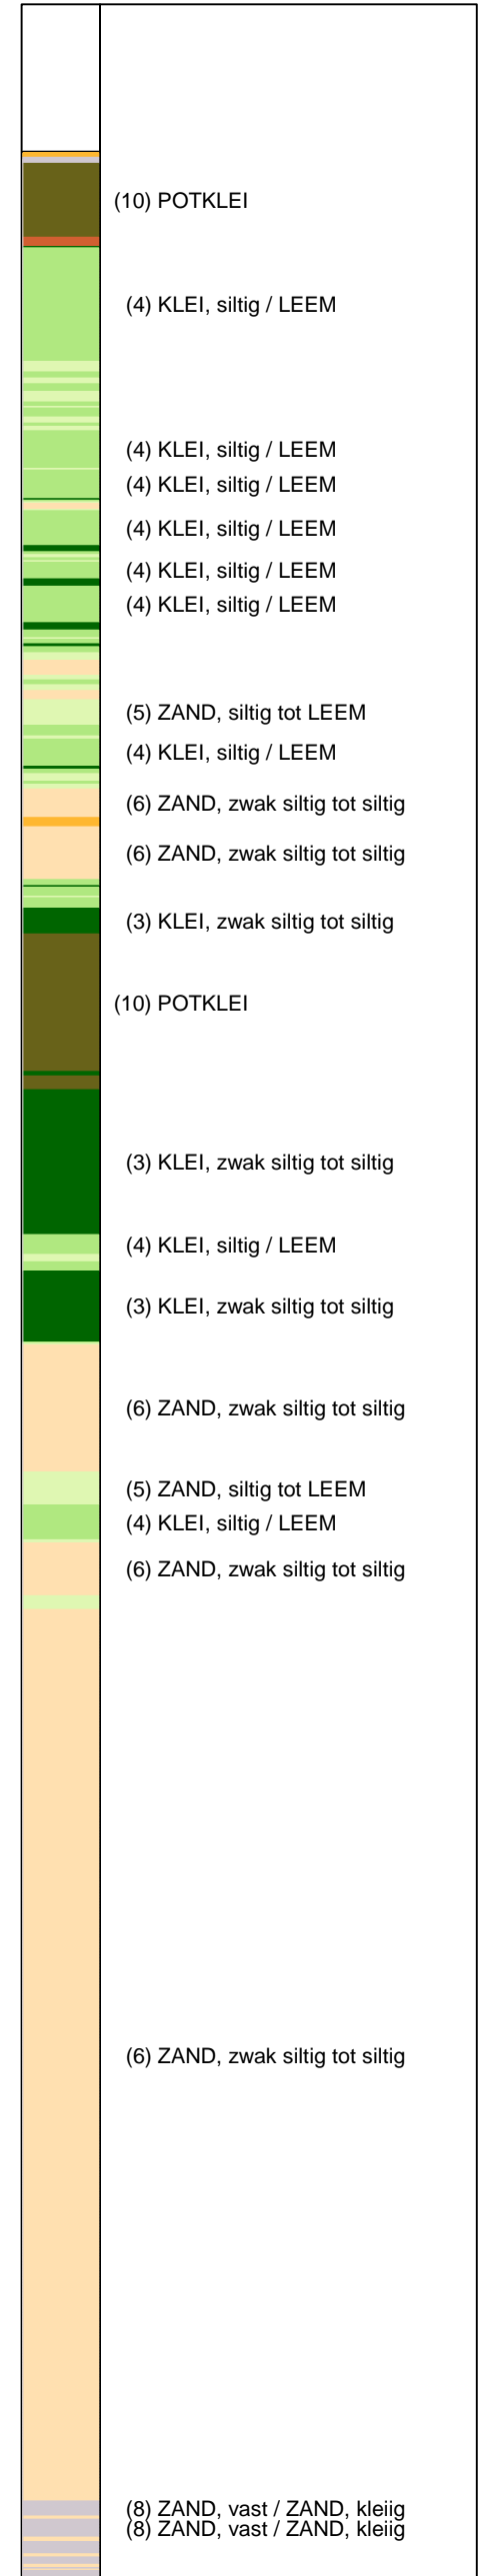 (10) POTKLEI
(4) KLEI, siltig / LEEM
(4) KLEI, siltig / LEEM
(4) KLEI, siltig / LEEM
(4) KLEI, siltig / LEEM
(4) KLEI, siltig / LEEM
(4) KLEI, siltig / LEEM
(5) ZAND, siltig tot LEEM
(4) KLEI, siltig / LEEM
(6) ZAND, zwak siltig tot siltig
(6) ZAND, zwak siltig tot siltig
(3) KLEI, zwak siltig tot siltig
(10) POTKLEI
(3) KLEI, zwak siltig tot siltig
(4) KLEI, siltig / LEEM
(3) KLEI, zwak siltig tot siltig
(6) ZAND, zwak siltig tot siltig
(5) ZAND, siltig tot LEEM
(4) KLEI, siltig / LEEM
(6) ZAND, zwak siltig tot siltig
(6) ZAND, zwak siltig tot siltig
(8) ZAND, vast / ZAND, kleiig
(8) ZAND, vast / ZAND, kleiig